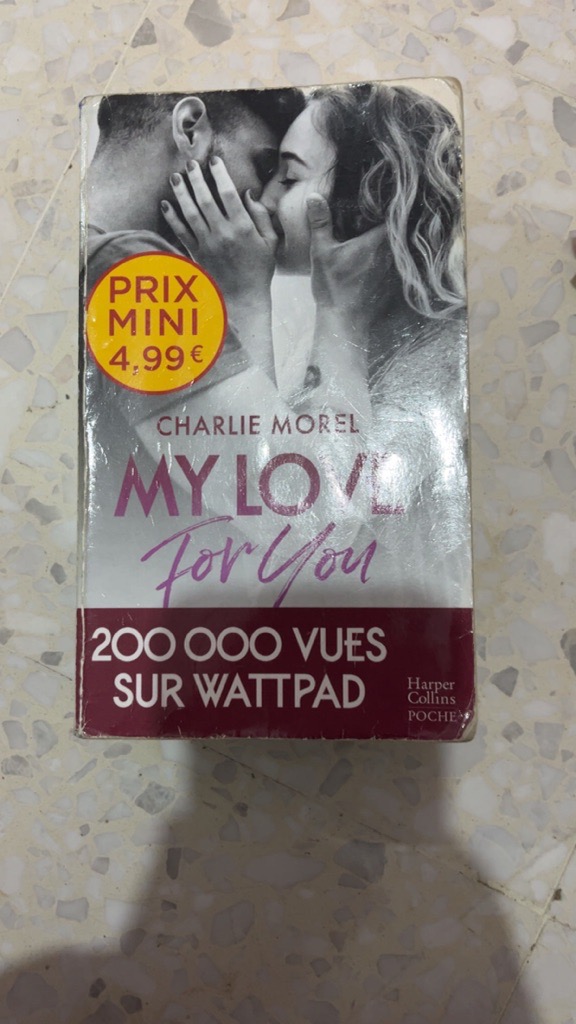 PRIX
MINI
4,99 €
CHARLIE MOREL
MY LOVE
For You
200 000 VUES
SUR WATTPAD
Harper
Collins
POCHE